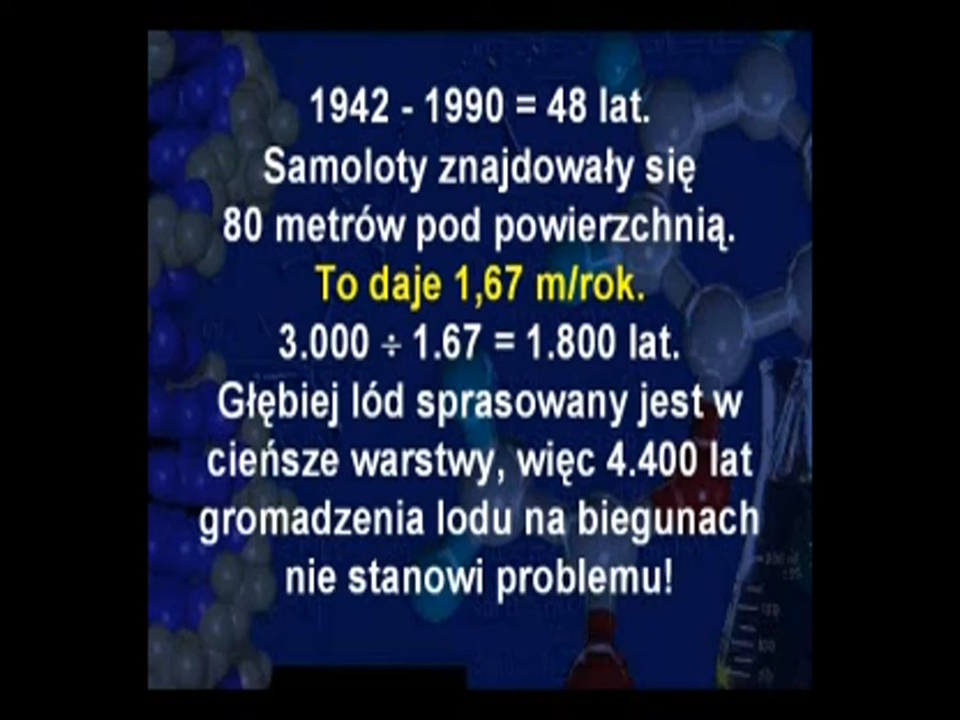 1942 - 1990 = 48 lat.
Samoloty znajdowały się
80 metrów pod powierzchnią.
To daje 1,67 m/rok.
3.000 ÷ 1.67 = 1.800 lat.
Głębiej lód sprasowany jest w
cieńsze warstwy, więc 4.400 lat
gromadzenia lodu na biegunach
nie stanowi problemu!